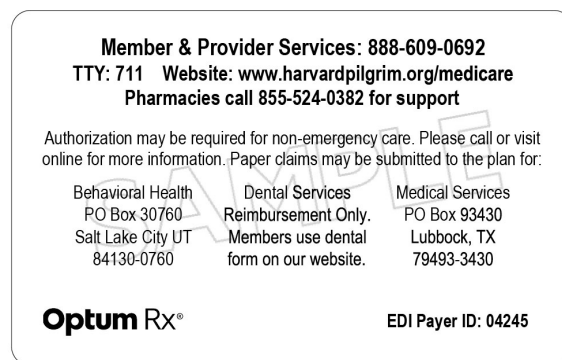 Member & Provider Services: 888-609-0692
TTY: 711 Website: www.harvardpilgrim.org/medicare
Pharmacies call 855-524-0382 for support
Authorization may be required for non-emergency care. Please call or visit
online for more information. Paper claims may be submitted to the plan for:
Behavioral Health
PO Box 30760
Salt Lake City UT
84130-0760
Dental Services
Reimbursement Only.
Members use dental
form on our website.
Medical Services
PO Box 93430
Lubbock, TX
79493-3430
SAMPLE
Optum Rx®
EDI Payer ID: 04245